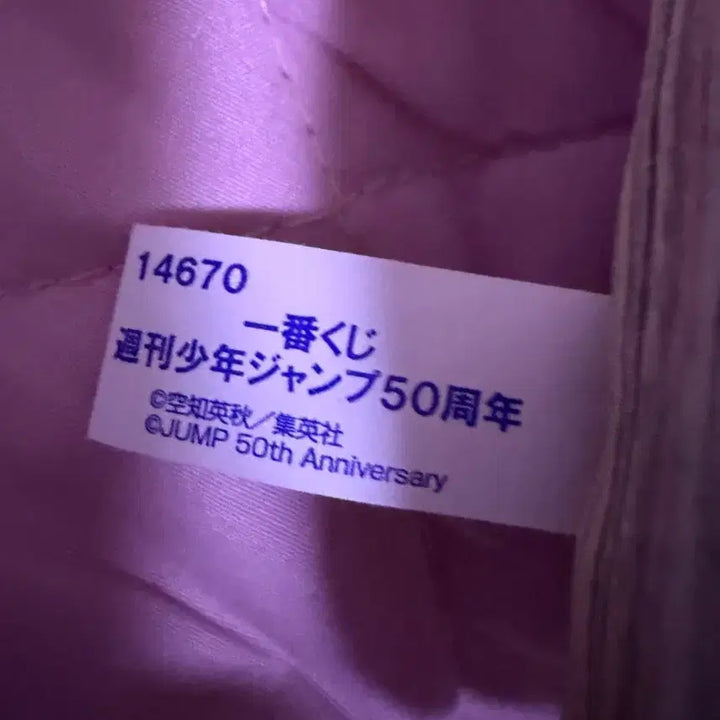 14670
一番くじ
週刊少年ジャンプ50周年
©空知英秋／集英社
©JUMP 50th Anniversary